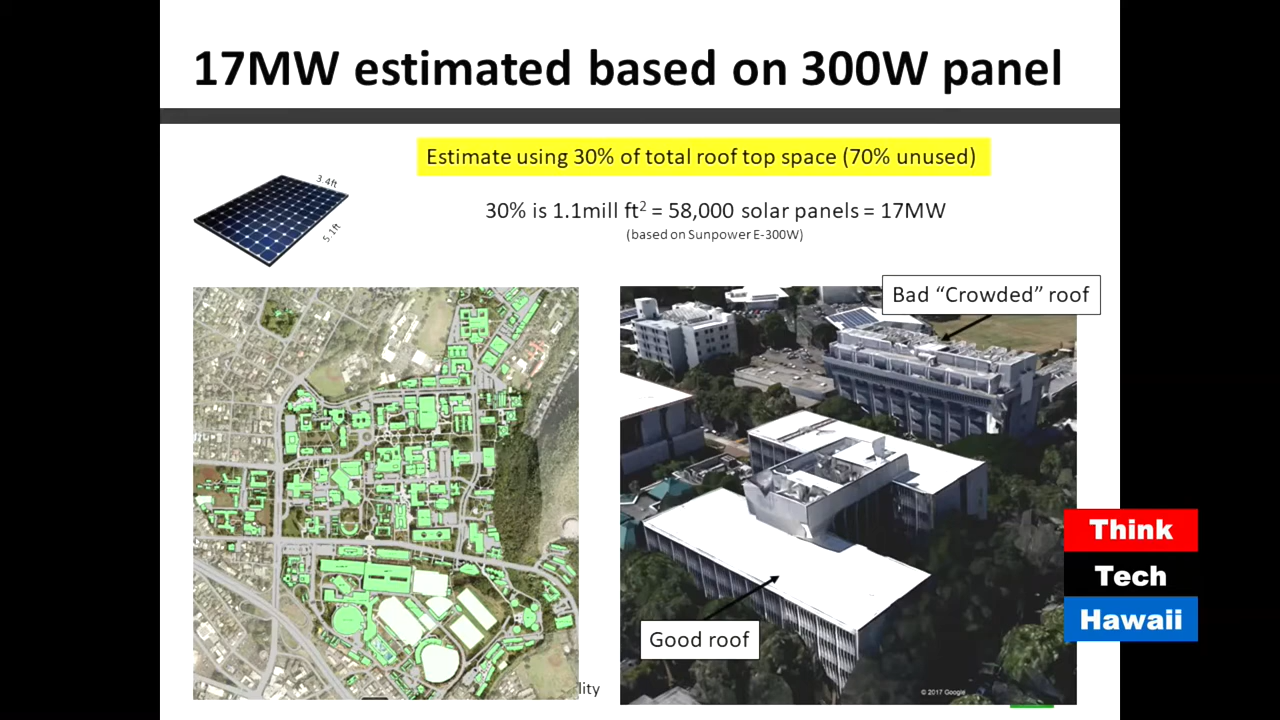 17MW estimated based on 300W panel
Estimate using 30% of total roof top space (70% unused)
3.4ft
5.1ft
30% is 1.1mill ft² = 58,000 solar panels = 17MW
(based on Sunpower E-300W)
Bad “Crowded” roof
Good roof
lity
© 2017 Google
Think
Tech
Hawaii